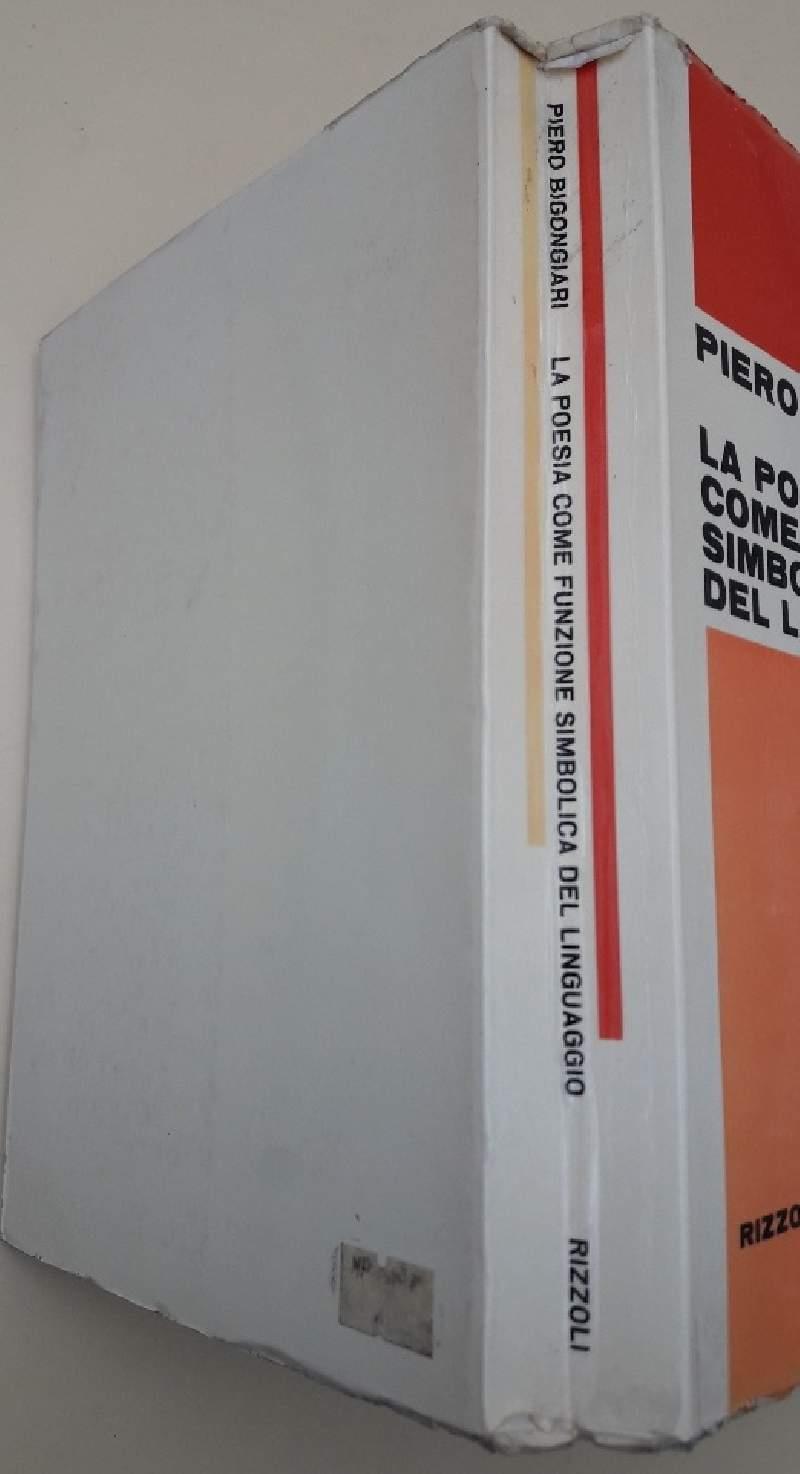 PIERO BIGONGIARI LA POESIA COME FUNZIONE SIMBOLICA DEL LINGUAGGIO RIZZOLI
PIERO
LA PO
COME
SIMBO
DEL L
RIZZO